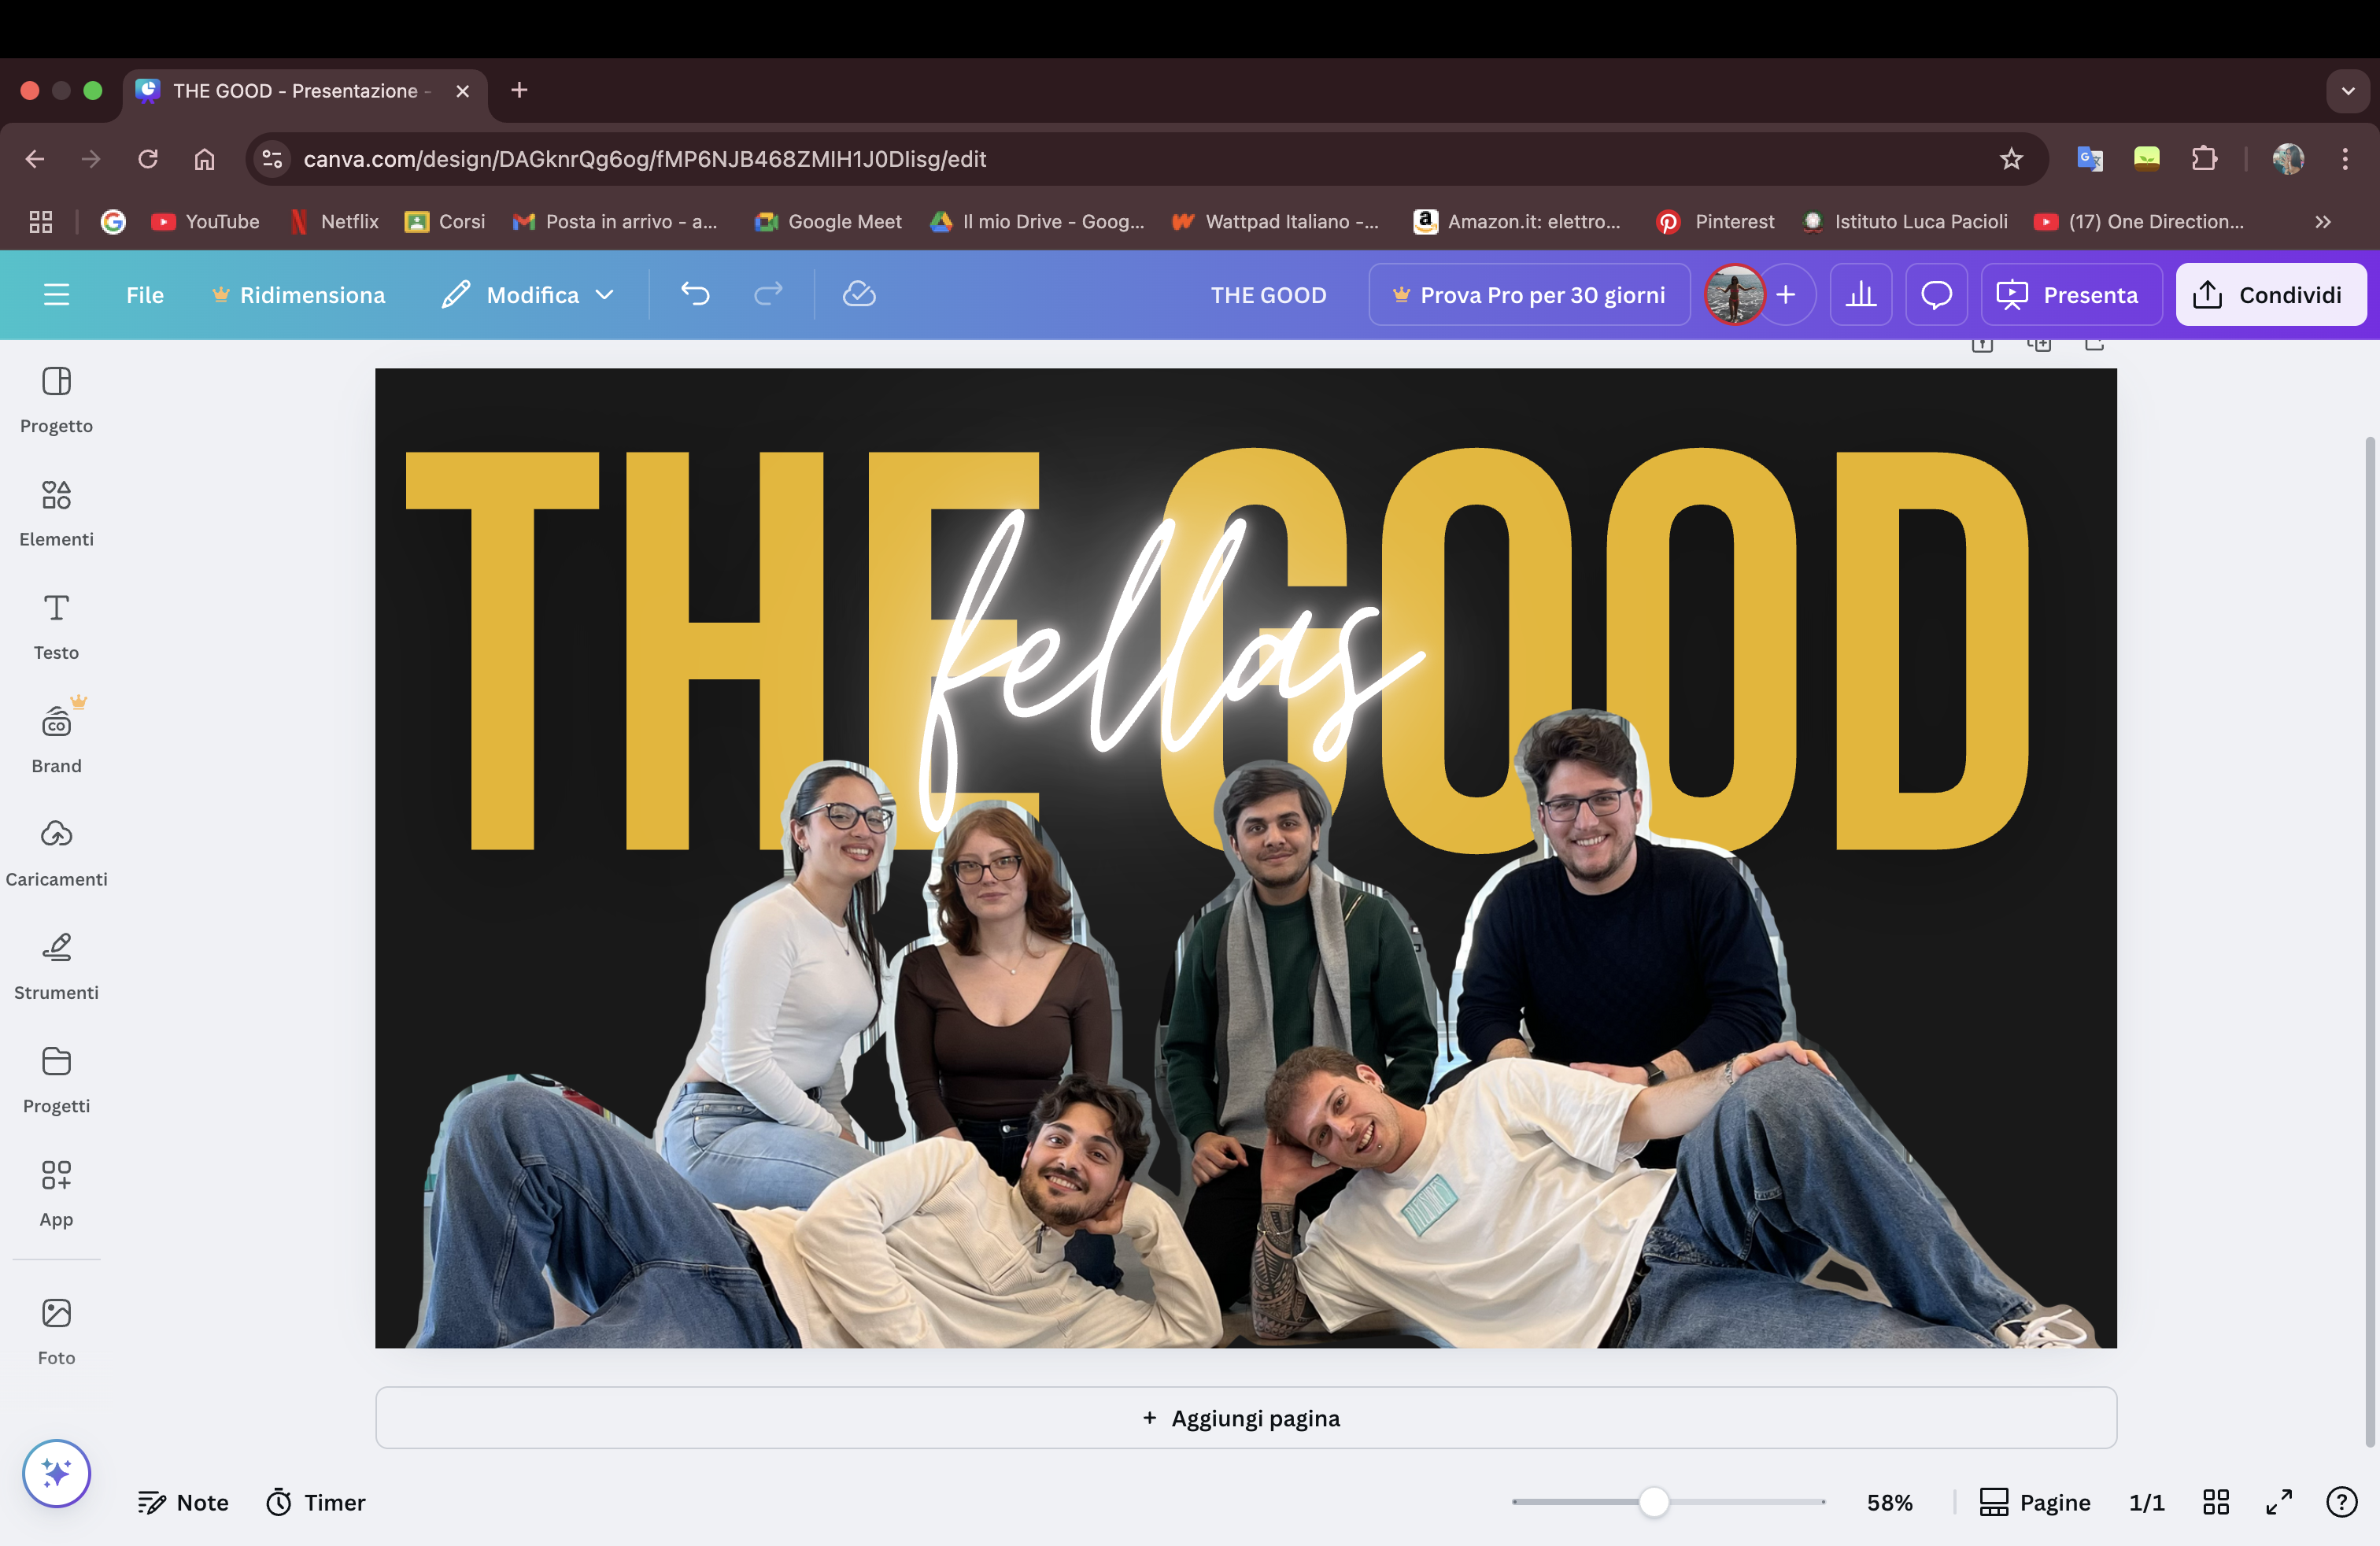 THE GOOD - Presentazione -
canva.com/design/DAGknrQg6og/fMP6NJB468ZMIH1J0DIisg/edit
YouTube Netflix Corsi Posta in arrivo - a... Google Meet Il mio Drive - Goog... Wattpad Italiano -... Amazon.it: elettro... Pinterest Istituto Luca Pacioli (17) One Direction...
File Ridimensiona Modifica THE GOOD Prova Pro per 30 giorni Presenta Condividi
Progetto
Elementi
Testo
Brand
Caricamenti
Strumenti
Progetti
App
Foto
THE GOOD
fellas
+ Aggiungi pagina
Note Timer 58% Pagine 1/1